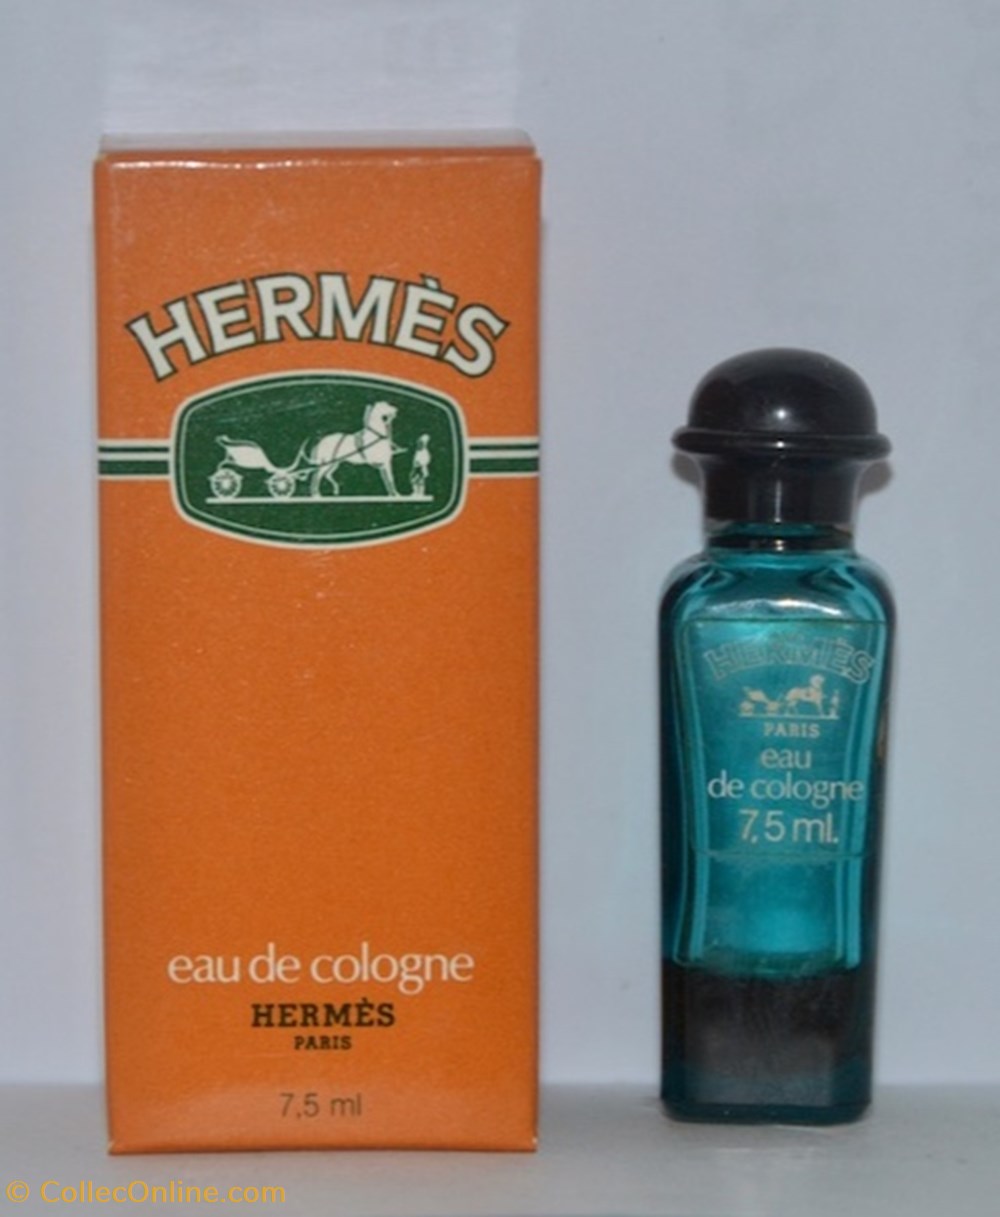 HERMÈS
eau de cologne
HERMÈS
PARIS
7,5 ml
HERMÈS
PARIS
eau
de cologne
7,5 ml.
© CollecOnline.com